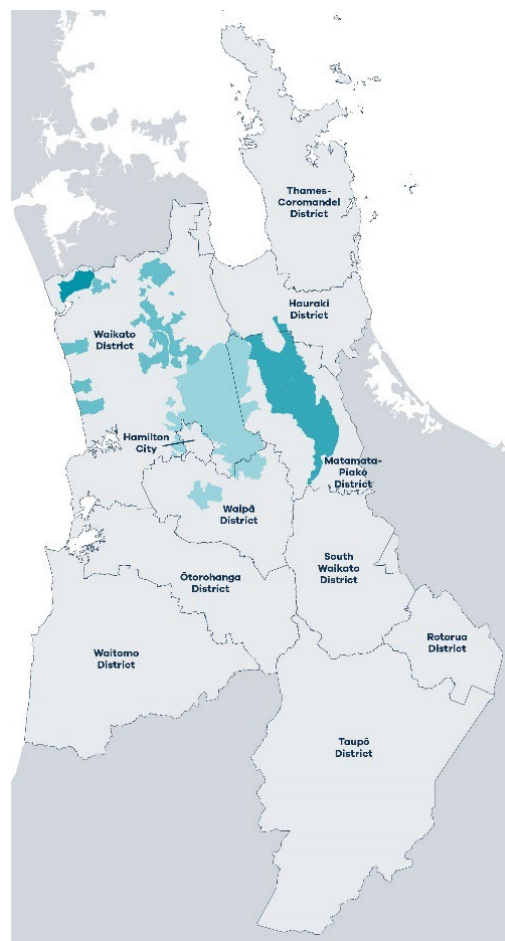 Thames-
Coromandel
District
Hauraki
District
Waikato
District
Hamilton
City
Matamata-
Piako
District
Waipā
District
South
Waikato
District
Ōtorohanga
District
Rotorua
District
Waitomo
District
Taupō
District